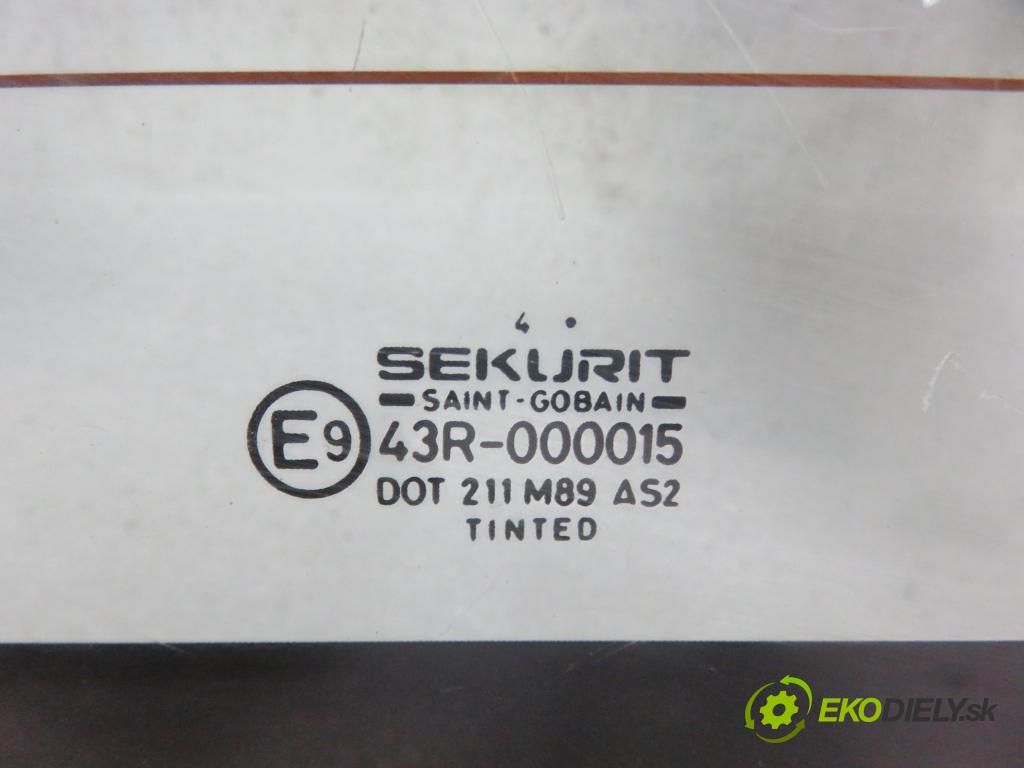 4 •
SEKURIT
SAINT-GOBAIN
E9 43R-000015
DOT 211 M89 AS2
TINTED
EKODIELY.sk